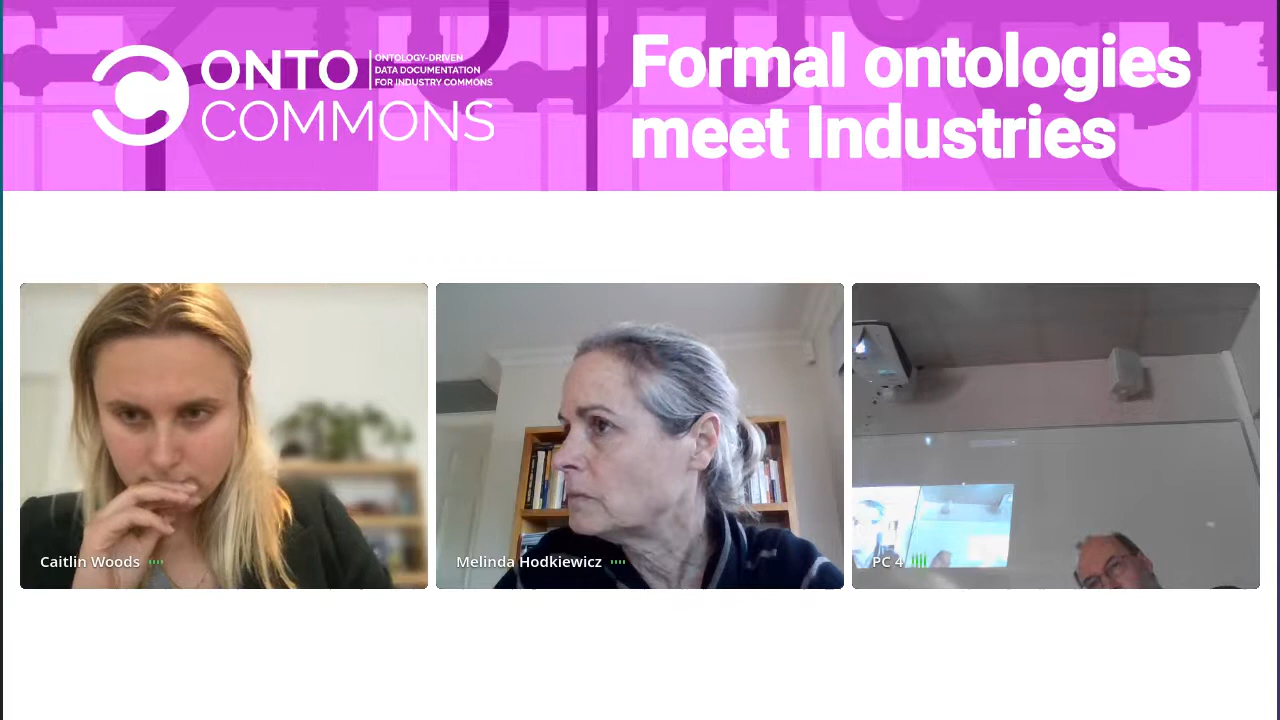 ONTO
COMMONS
ONTOLOGY-DRIVEN
DATA DOCUMENTATION
FOR INDUSTRY COMMONS
Formal ontologies
meet Industries
Caitlin Woods
Melinda Hodkiewicz
PC 4